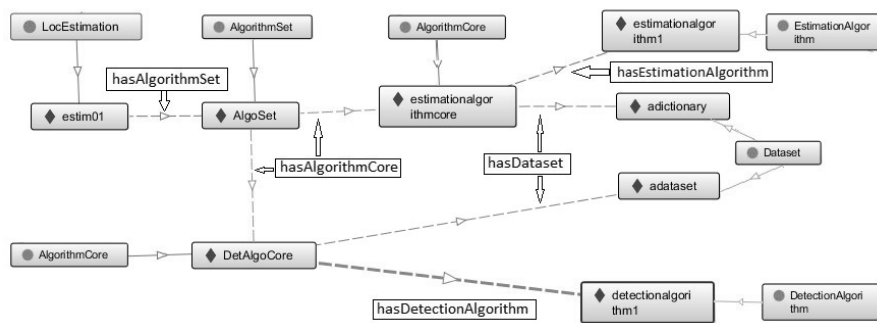 LocEstimation
AlgorithmSet
AlgorithmCore
estimationalgor
ithm1
EstimationAlgor
ithm
hasAlgorithmSet
hasEstimationAlgorithm
estim01
AlgoSet
estimationalgor
ithmcore
adictionary
hasAlgorithmCore
hasDataset
Dataset
adataset
AlgorithmCore
DetAlgoCore
hasDetectionAlgorithm
detectionalgori
thm1
DetectionAlgori
thm